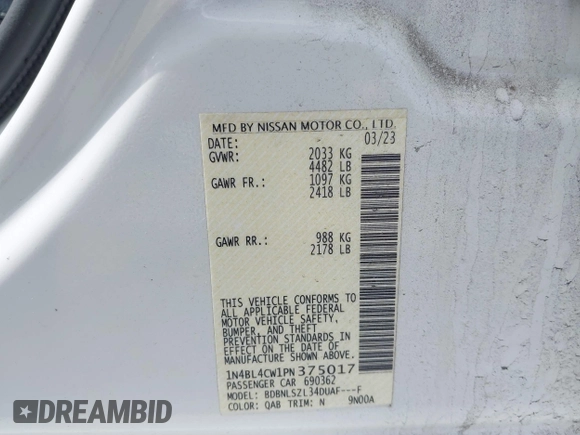 MFD BY NISSAN MOTOR CO., LTD.
DATE: 03/23
GVWR: 2033 KG
4482 LB
GAWR FR.: 1097 KG
2418 LB
GAWR RR.: 988 KG
2178 LB
THIS VEHICLE CONFORMS TO
ALL APPLICABLE FEDERAL
MOTOR VEHICLE SAFETY,
BUMPER, AND THEFT
PREVENTION STANDARDS IN
EFFECT ON THE DATE OF
MANUFACTURE SHOWN ABOVE.
1N4BL4CW1PN375017
PASSENGER CAR 690362
MODEL: BDBNLSZL34DUAF---F
COLOR: QAB TRIM: N 9N00A
DREAMBID
DREAMBID